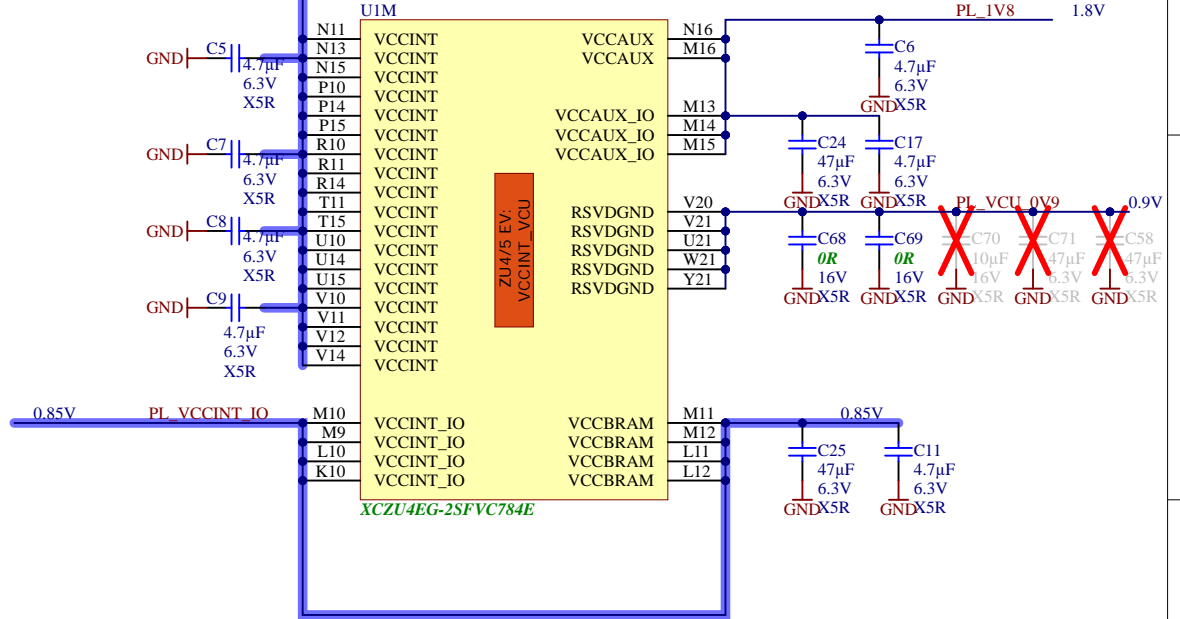 U1M
PL_1V8
1.8V
N11
VCCINT
VCCAUX
N16
C5
GND
4.7µF
6.3V
X5R
N13
VCCINT
VCCAUX
M16
C6
4.7µF
6.3V
X5R
GND
N15
VCCINT
P10
VCCINT
P14
VCCINT
VCCAUX_IO
M13
P15
VCCINT
VCCAUX_IO
M14
C24
47µF
6.3V
X5R
GND
C17
4.7µF
6.3V
X5R
GND
C7
GND
4.7µF
6.3V
X5R
R10
VCCINT
VCCAUX_IO
M15
R11
VCCINT
R14
VCCINT
T11
VCCINT
RSVDGND
V20
PL_VCU_0V9
0.9V
C8
GND
4.7µF
6.3V
X5R
T15
VCCINT
RSVDGND
V21
U10
VCCINT
RSVDGND
U21
U14
VCCINT
RSVDGND
W21
U15
VCCINT
RSVDGND
Y21
C68
0R
16V
X5R
GND
C69
0R
16V
X5R
GND
C70
10µF
16V
X5R
GND
C71
47µF
6.3V
X5R
GND
C58
47µF
6.3V
X5R
GND
C9
GND
4.7µF
6.3V
X5R
V10
VCCINT
V11
VCCINT
V12
VCCINT
V14
VCCINT
ZU4/5 EV:
VCCINT_VCU
0.85V
PL_VCCINT_IO
M10
VCCINT_IO
VCCBRAM
M11
0.85V
M9
VCCINT_IO
VCCBRAM
M12
L10
VCCINT_IO
VCCBRAM
L11
K10
VCCINT_IO
VCCBRAM
L12
C25
47µF
6.3V
X5R
GND
C11
4.7µF
6.3V
X5R
GND
XCZU4EG-2SFVC784E